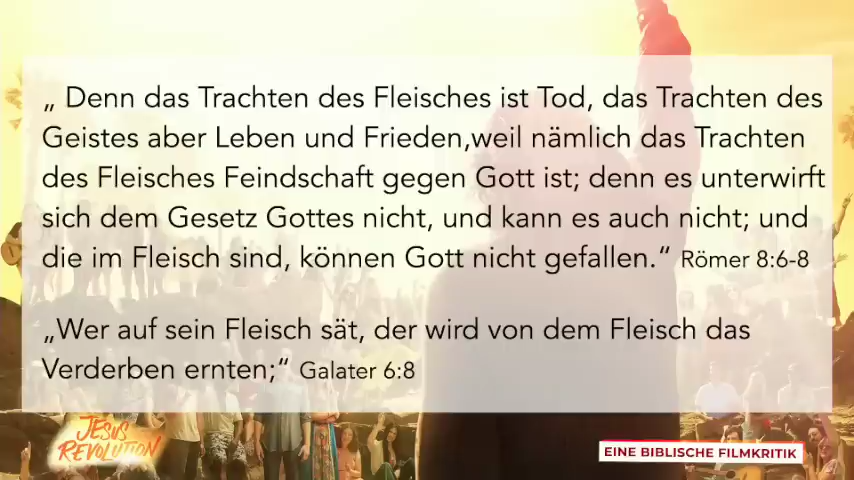 „ Denn das Trachten des Fleisches ist Tod, das Trachten des
Geistes aber Leben und Frieden,weil nämlich das Trachten
des Fleisches Feindschaft gegen Gott ist; denn es unterwirft
sich dem Gesetz Gottes nicht, und kann es auch nicht; und
die im Fleisch sind, können Gott nicht gefallen.“ Römer 8:6-8
„Wer auf sein Fleisch sät, der wird von dem Fleisch das
Verderben ernten;“ Galater 6:8
JESUS
REVOLUTION
EINE BIBLISCHE FILMKRITIK